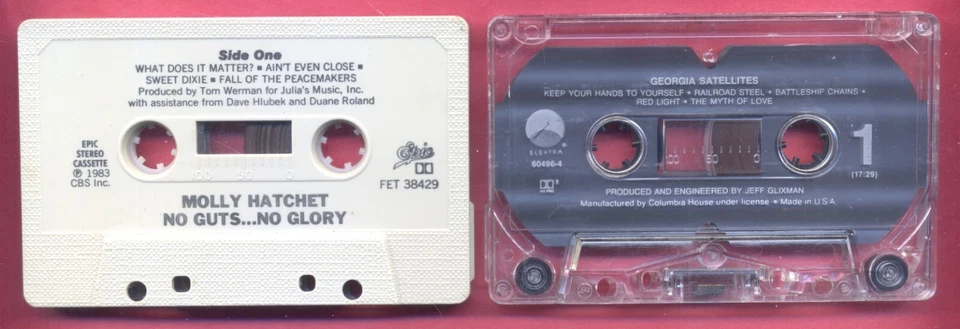 Side One
WHAT DOES IT MATTER? ■ AIN'T EVEN CLOSE ■
SWEET DIXIE ■ FALL OF THE PEACEMAKERS
Produced by Tom Werman for Julia's Music, Inc.
with assistance from Dave Hlubek and Duane Roland
EPIC
STEREO
CASSETTE
℗ 1983
CBS Inc.
100 50 0
Epic
FET 38429
MOLLY HATCHET
NO GUTS...NO GLORY
GEORGIA SATELLITES
KEEP YOUR HANDS TO YOURSELF • RAILROAD STEEL • BATTLESHIP CHAINS •
RED LIGHT • THE MYTH OF LOVE
ELEKTRA
60496-4
100 50 0
1
(17:29)
PRODUCED AND ENGINEERED BY JEFF GLIXMAN
Manufactured by Columbia House under license • Made in U.S.A.